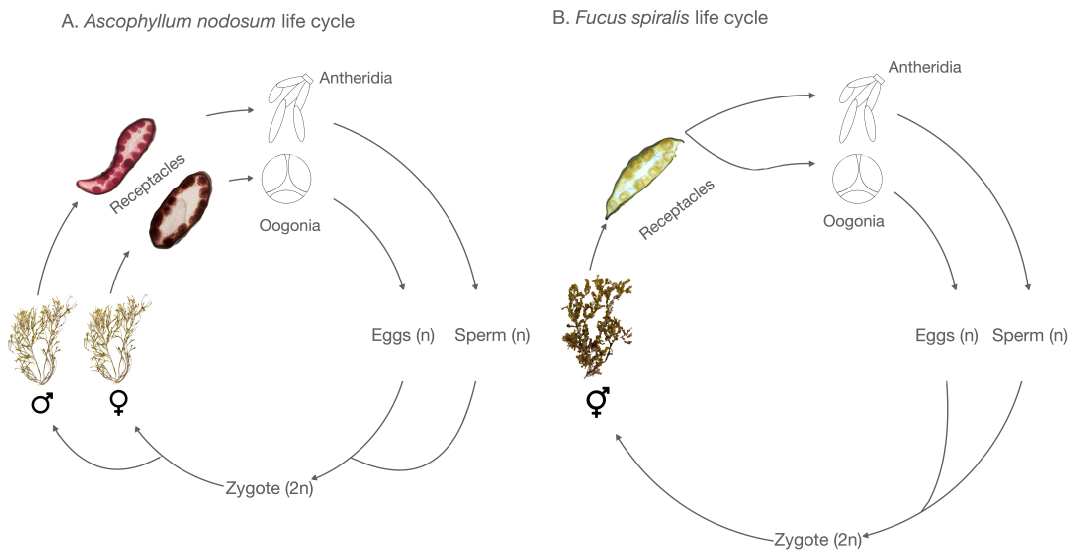 A. Ascophyllum nodosum life cycle
Antheridia
Receptacles
Oogonia
Eggs (n)
Sperm (n)
Zygote (2n)
B. Fucus spiralis life cycle
Antheridia
Receptacles
Oogonia
Eggs (n)
Sperm (n)
Zygote (2n)